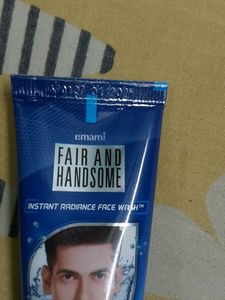 emami
FAIR AND
HANDSOME
INSTANT RADIANCE FACE WASH™